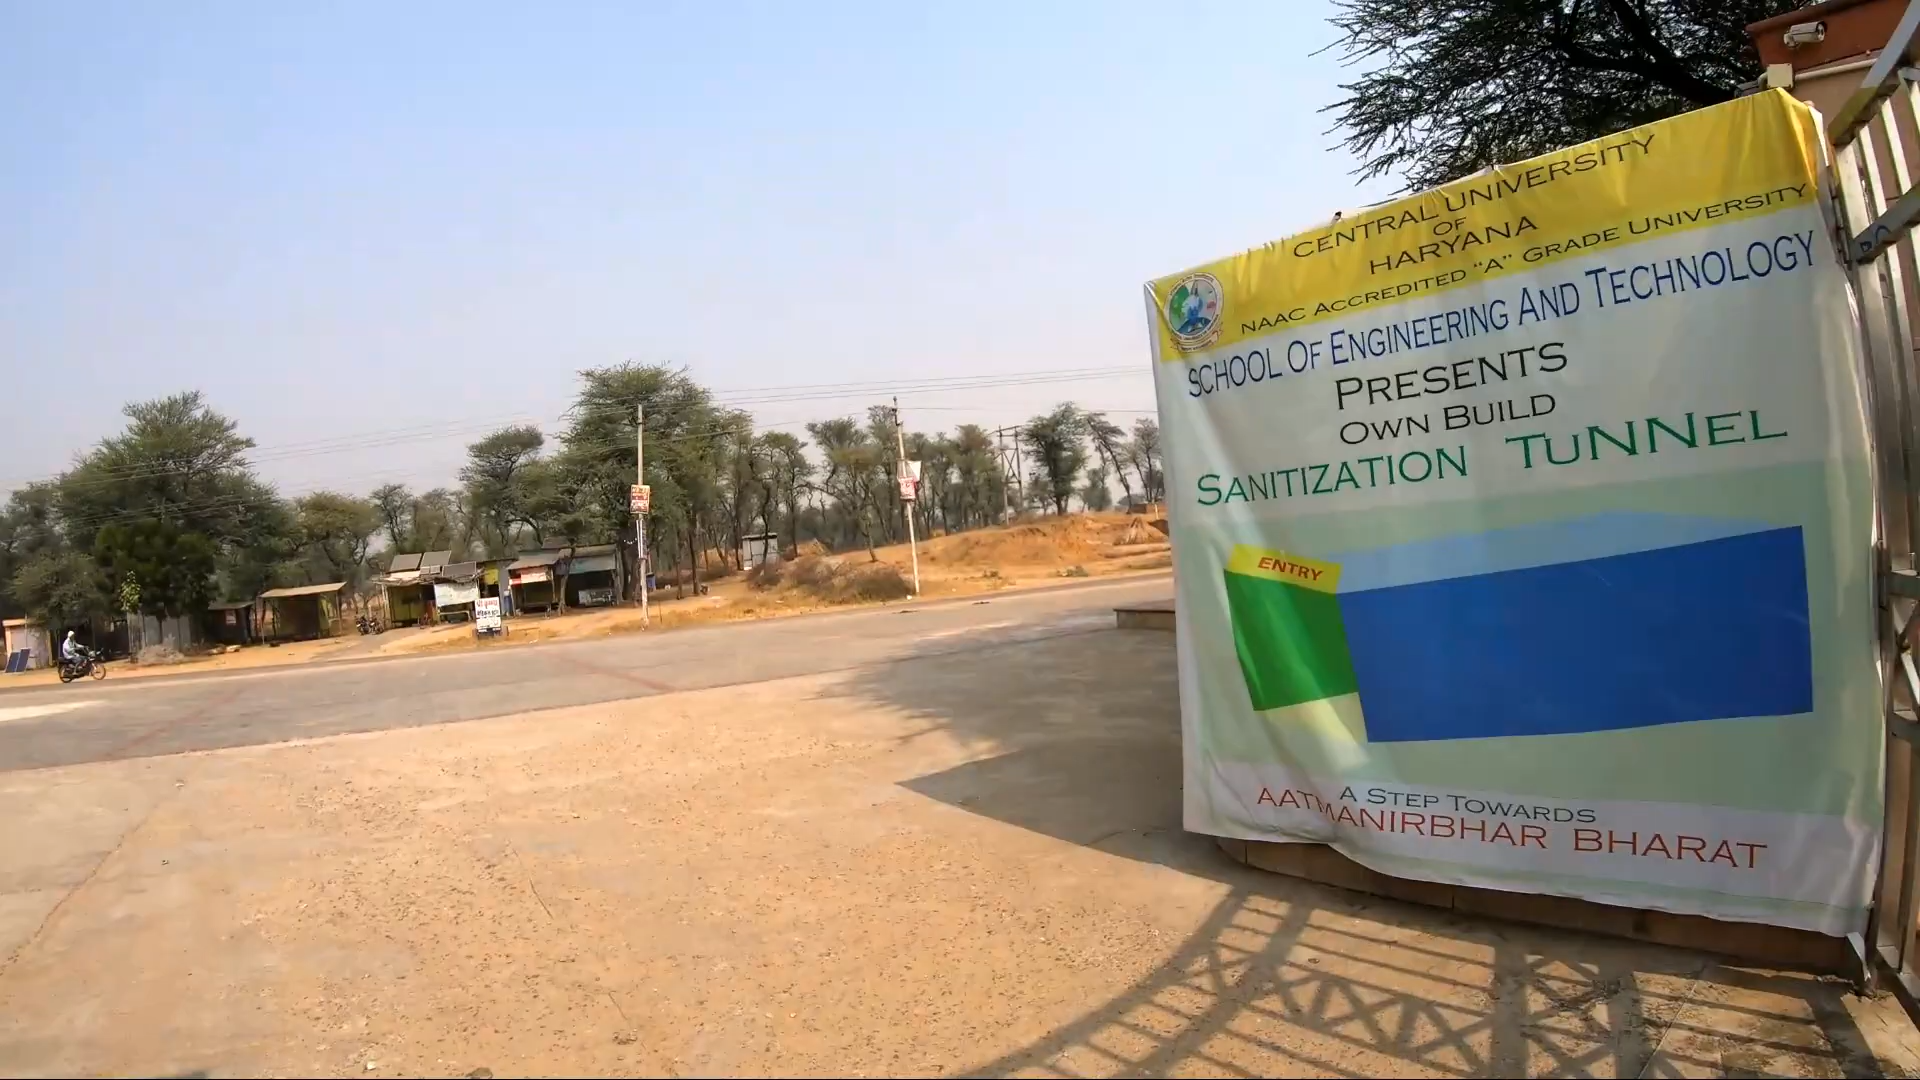 CENTRAL UNIVERSITY
OF
HARYANA
NAAC ACCREDITED "A" GRADE UNIVERSITY
SCHOOL OF ENGINEERING AND TECHNOLOGY
PRESENTS
OWN BUILD
SANITIZATION TUNNEL
ENTRY
A STEP TOWARDS
AATMANIRBHAR BHARAT